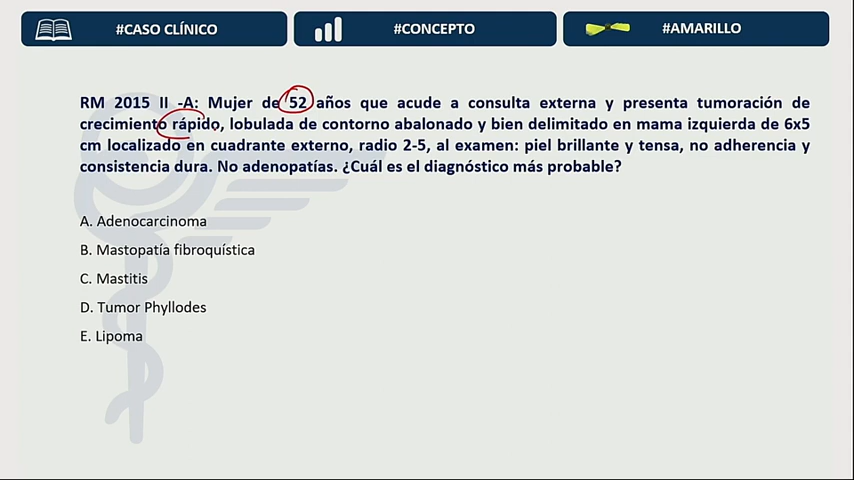 #CASO CLÍNICO
#CONCEPTO
#AMARILLO
RM 2015 II -A: Mujer de 52 años que acude a consulta externa y presenta tumoración de
crecimiento rápido, lobulada de contorno abalonado y bien delimitado en mama izquierda de 6x5
cm localizado en cuadrante externo, radio 2-5, al examen: piel brillante y tensa, no adherencia y
consistencia dura. No adenopatías. ¿Cuál es el diagnóstico más probable?
A. Adenocarcinoma
B. Mastopatía fibroquística
C. Mastitis
D. Tumor Phyllodes
E. Lipoma